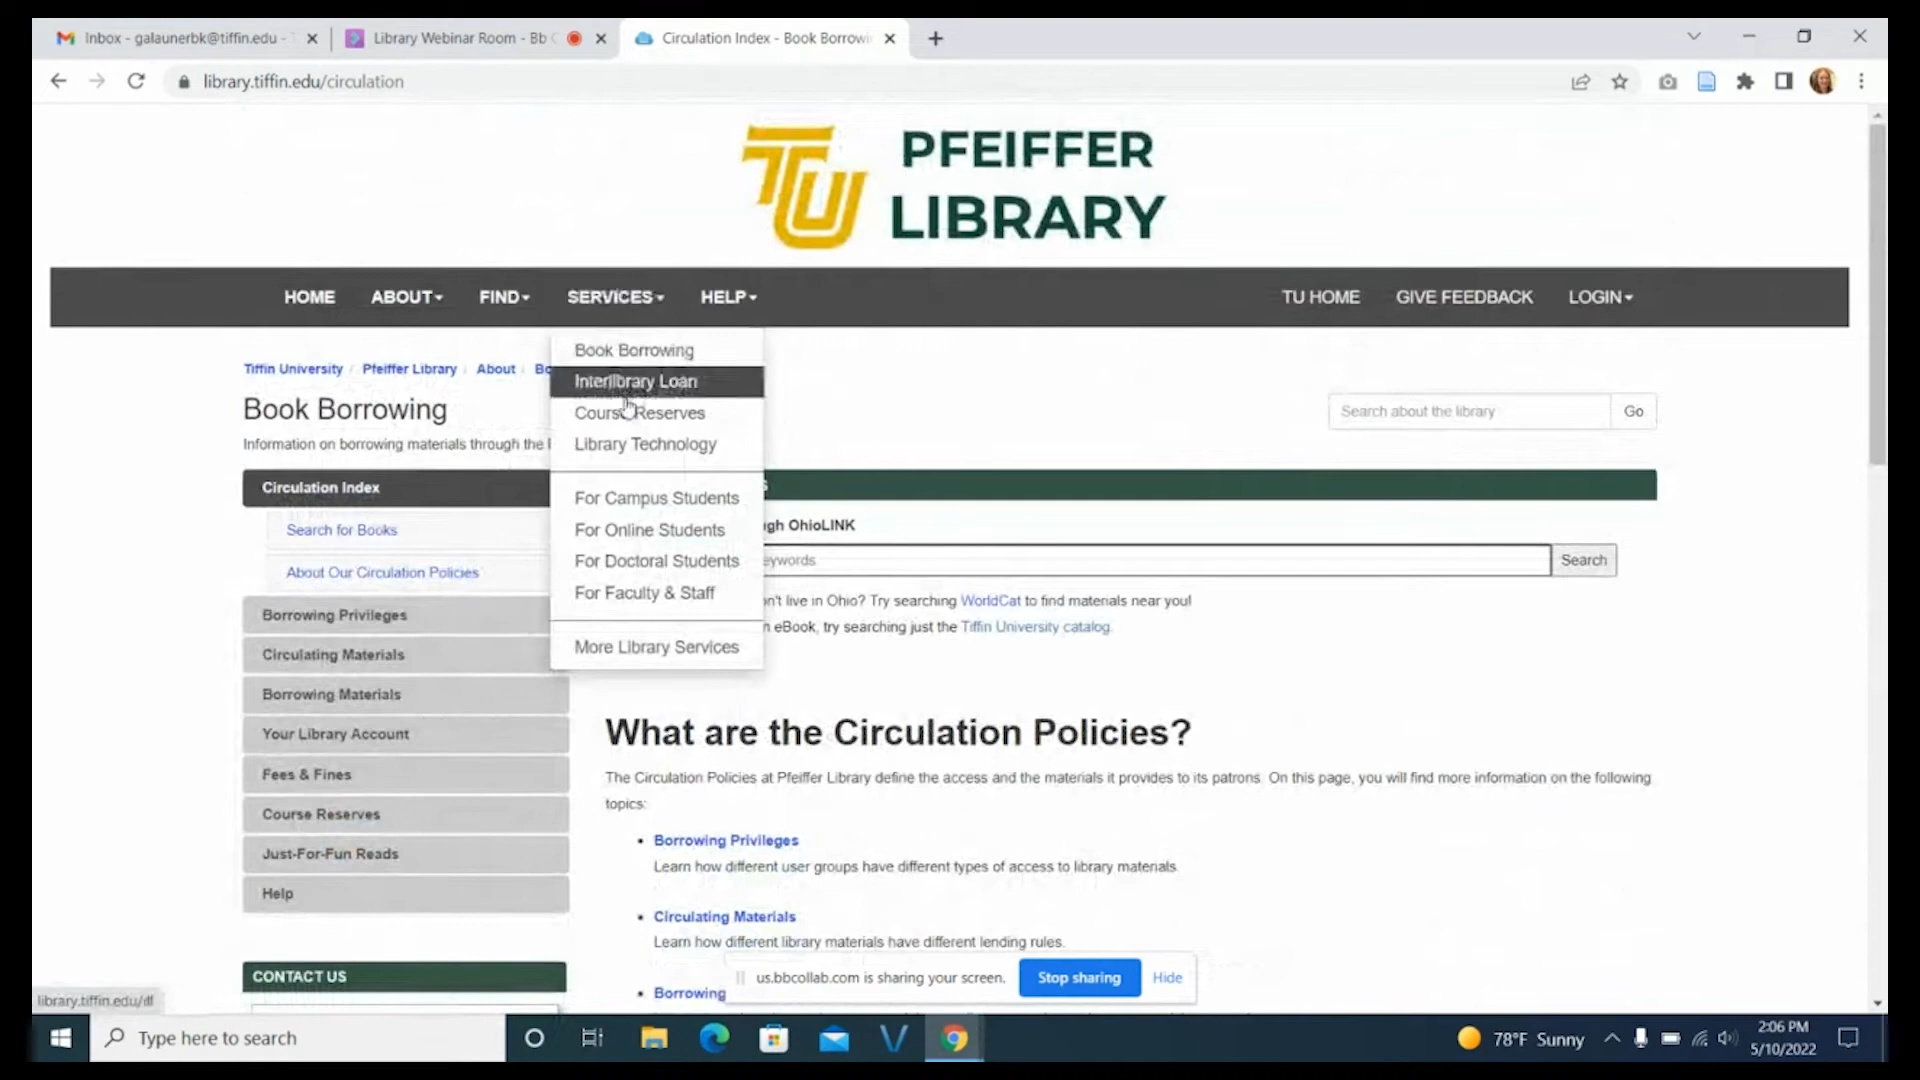 Inbox - galaunerbk@tiffin.edu -
Library Webinar Room - Bb C
Circulation Index - Book Borrowi
library.tiffin.edu/circulation
TU
PFEIFFER
LIBRARY
HOME ABOUT FIND SERVICES HELP TU HOME GIVE FEEDBACK LOGIN
Book Borrowing
Interlibrary Loan
Course Reserves
Library Technology
For Campus Students
For Online Students
For Doctoral Students
For Faculty & Staff
More Library Services
Tiffin University / Pfeiffer Library / About / Bo
Book Borrowing
Information on borrowing materials through the
Search about the library Go
Circulation Index
Search for Books
About Our Circulation Policies
Borrowing Privileges
Circulating Materials
Borrowing Materials
Your Library Account
Fees & Fines
Course Reserves
Just-For-Fun Reads
Help
CONTACT US
gh OhioLINK
eywords Search
n't live in Ohio? Try searching WorldCat to find materials near you!
n eBook, try searching just the Tiffin University catalog.
What are the Circulation Policies?
The Circulation Policies at Pfeiffer Library define the access and the materials it provides to its patrons. On this page, you will find more information on the following
topics:
• Borrowing Privileges
Learn how different user groups have different types of access to library materials.
• Circulating Materials
Learn how different library materials have different lending rules.
• Borrowing
us.bbcollab.com is sharing your screen. Stop sharing Hide
library.tiffin.edu/ill
Type here to search
78°F Sunny
2:06 PM
5/10/2022